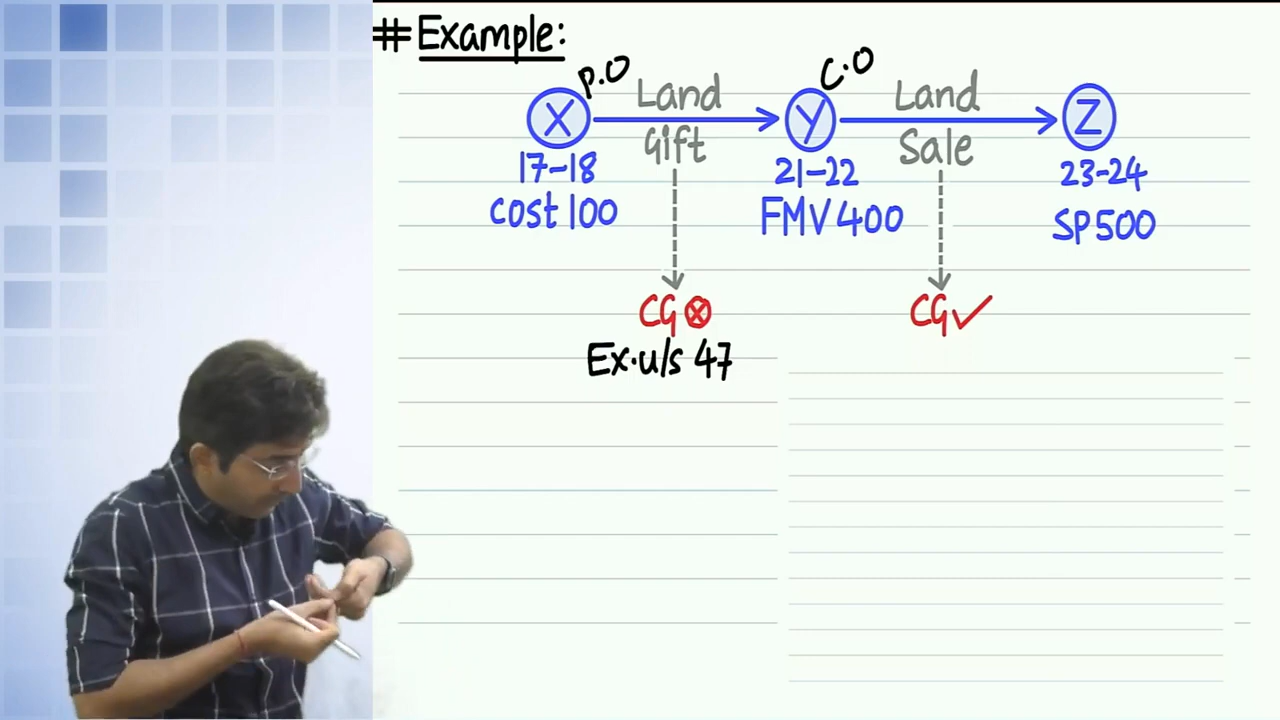 # Example:
P.O Land C.O Land
X Y Z
Gift Sale
17-18 21-22 23-24
Cost 100 FMV 400 SP 500
CG ⊗ CG ✓
Ex. u/s 47